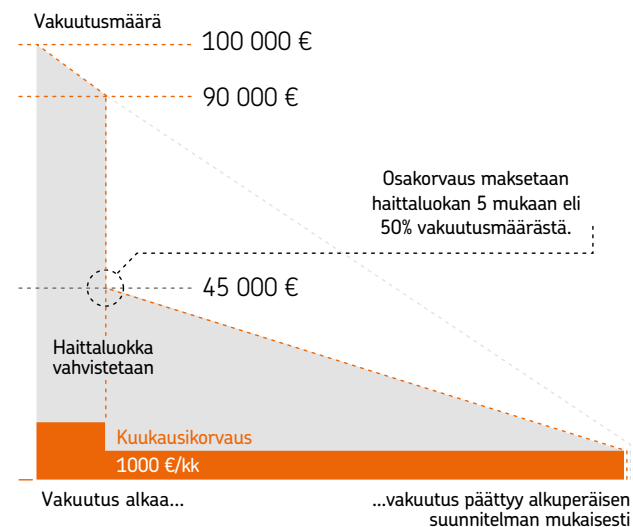 Vakuutusmäärä
100 000 €
90 000 €
Osakorvaus maksetaan
haittaluokan 5 mukaan eli
50% vakuutusmäärästä.
45 000 €
Haittaluokka
vahvistetaan
Kuukausikorvaus
1000 €/kk
Vakuutus alkaa...
...vakuutus päättyy alkuperäisen
suunnitelman mukaisesti